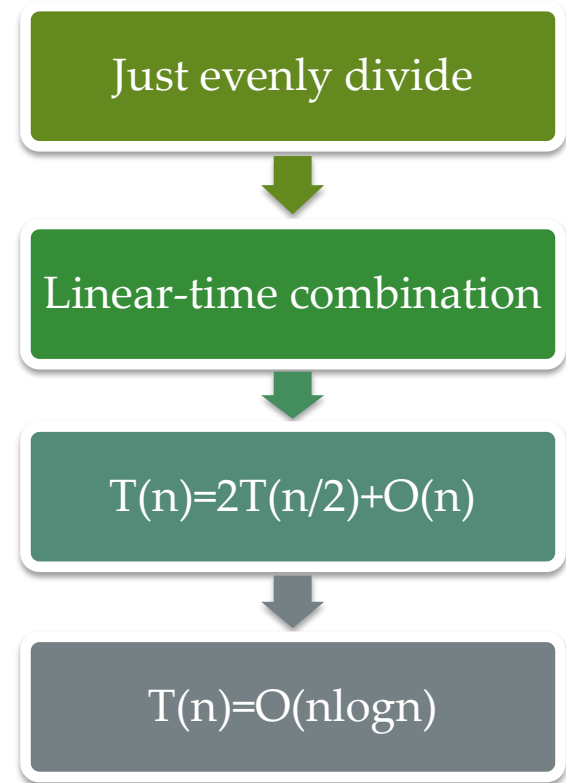 Just evenly divide
Linear-time combination
T(n)=2T(n/2)+O(n)
T(n)=O(nlogn)